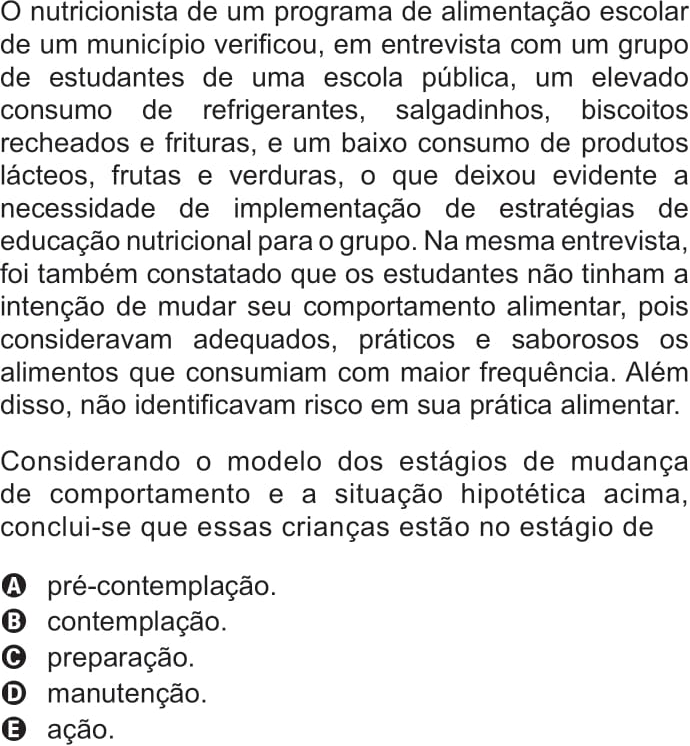 O nutricionista de um programa de alimentação escolar
de um município verificou, em entrevista com um grupo
de estudantes de uma escola pública, um elevado
consumo de refrigerantes, salgadinhos, biscoitos
recheados e frituras, e um baixo consumo de produtos
lácteos, frutas e verduras, o que deixou evidente a
necessidade de implementação de estratégias de
educação nutricional para o grupo. Na mesma entrevista,
foi também constatado que os estudantes não tinham a
intenção de mudar seu comportamento alimentar, pois
consideravam adequados, práticos e saborosos os
alimentos que consumiam com maior frequência. Além
disso, não identificavam risco em sua prática alimentar.
Considerando o modelo dos estágios de mudança
de comportamento e a situação hipotética acima,
conclui-se que essas crianças estão no estágio de
A pré-contemplação.
B contemplação.
C preparação.
D manutenção.
E ação.